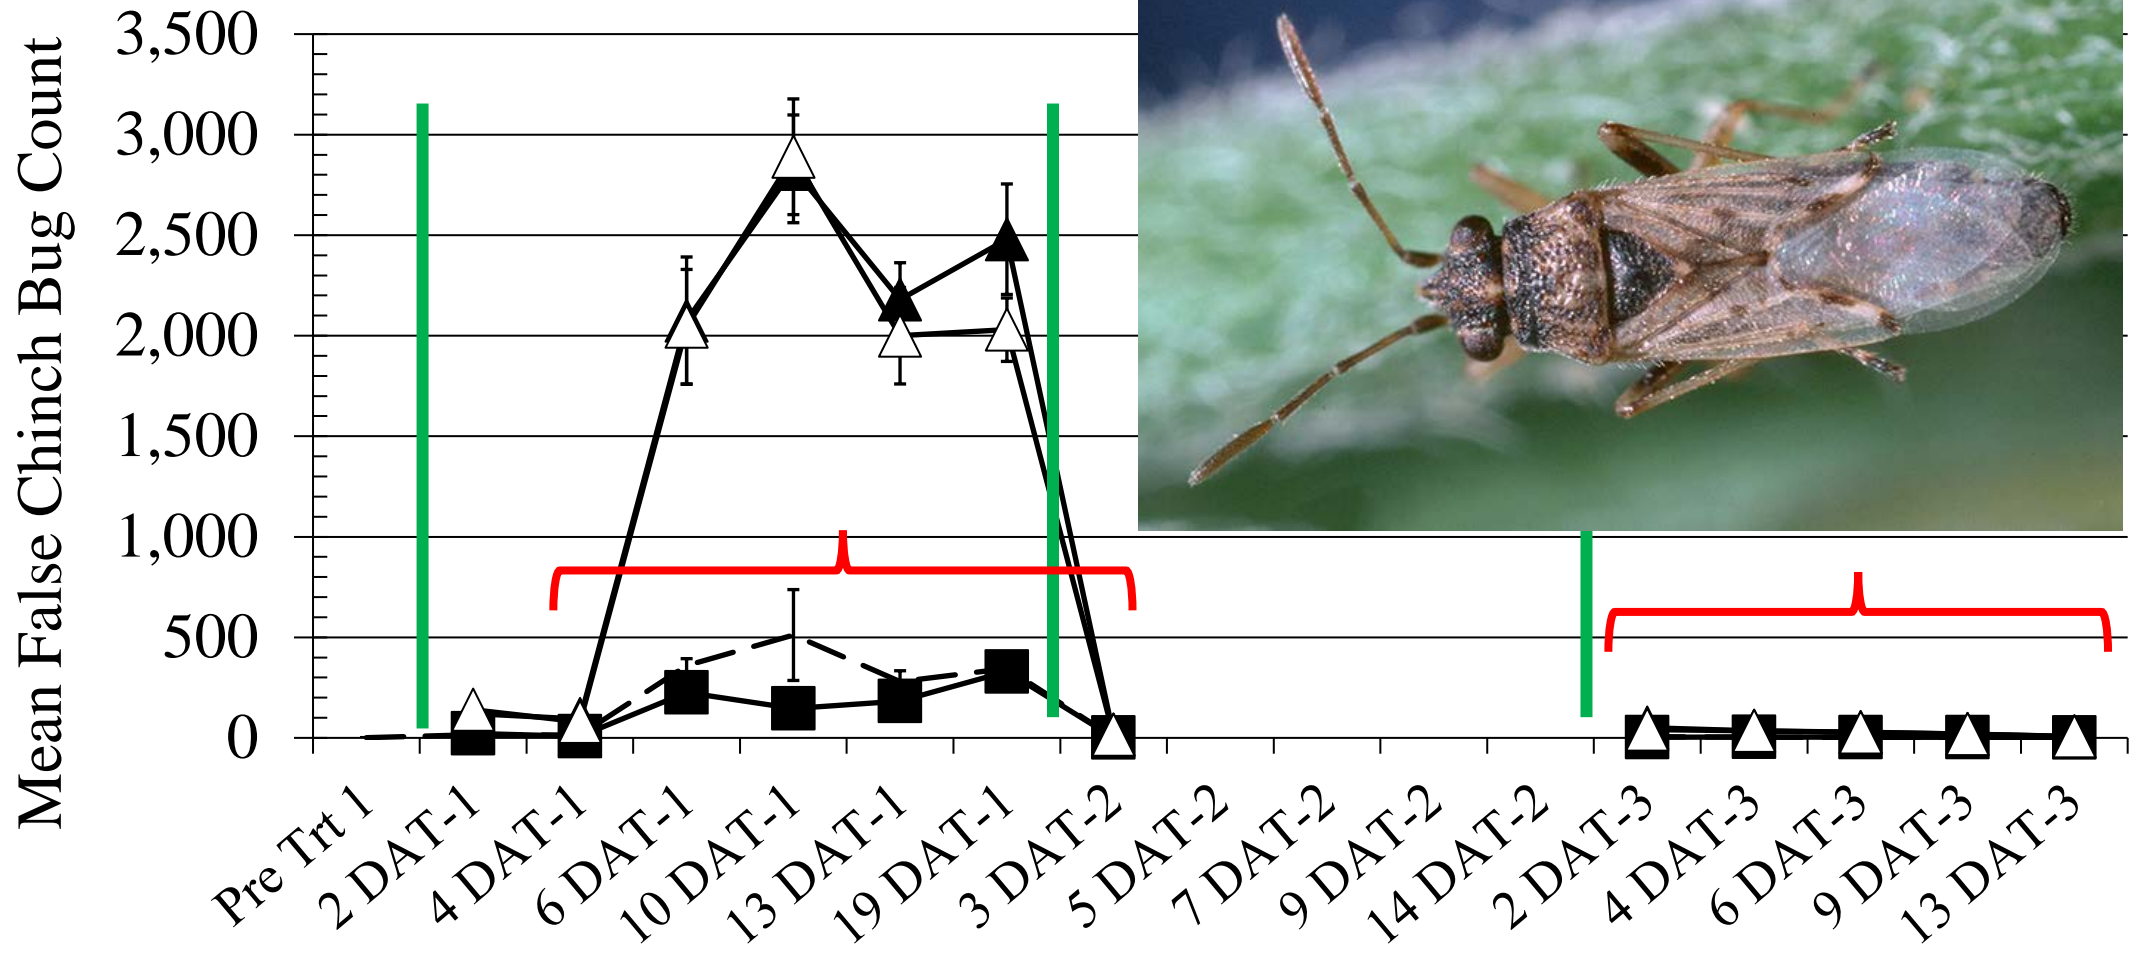 Mean False Chinch Bug Count
3,500
3,000
2,500
2,000
1,500
1,000
500
0
Pre Trt 1
2 DAT-1
4 DAT-1
6 DAT-1
10 DAT-1
13 DAT-1
19 DAT-1
3 DAT-2
5 DAT-2
7 DAT-2
9 DAT-2
14 DAT-2
2 DAT-3
4 DAT-3
6 DAT-3
9 DAT-3
13 DAT-3